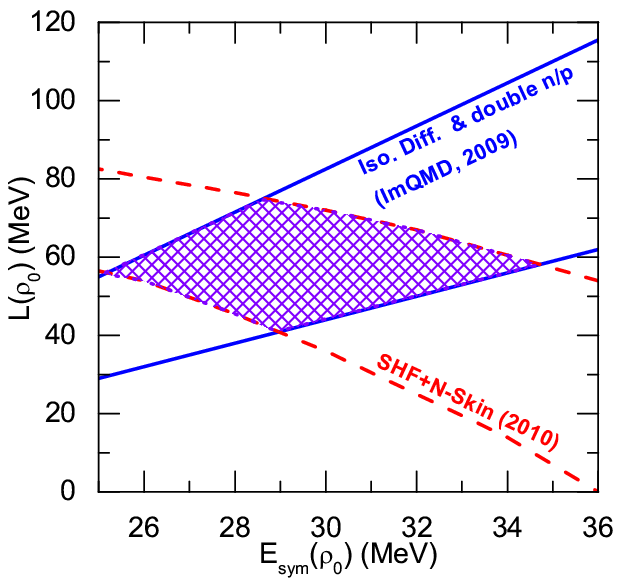 120
100
80
60
40
20
0
L(ρ₀) (MeV)
Iso. Diff. & double n/p
(ImQMD, 2009)
SHF+N-Skin (2010)
26 28 30 32 34 36
E_sym(ρ₀) (MeV)